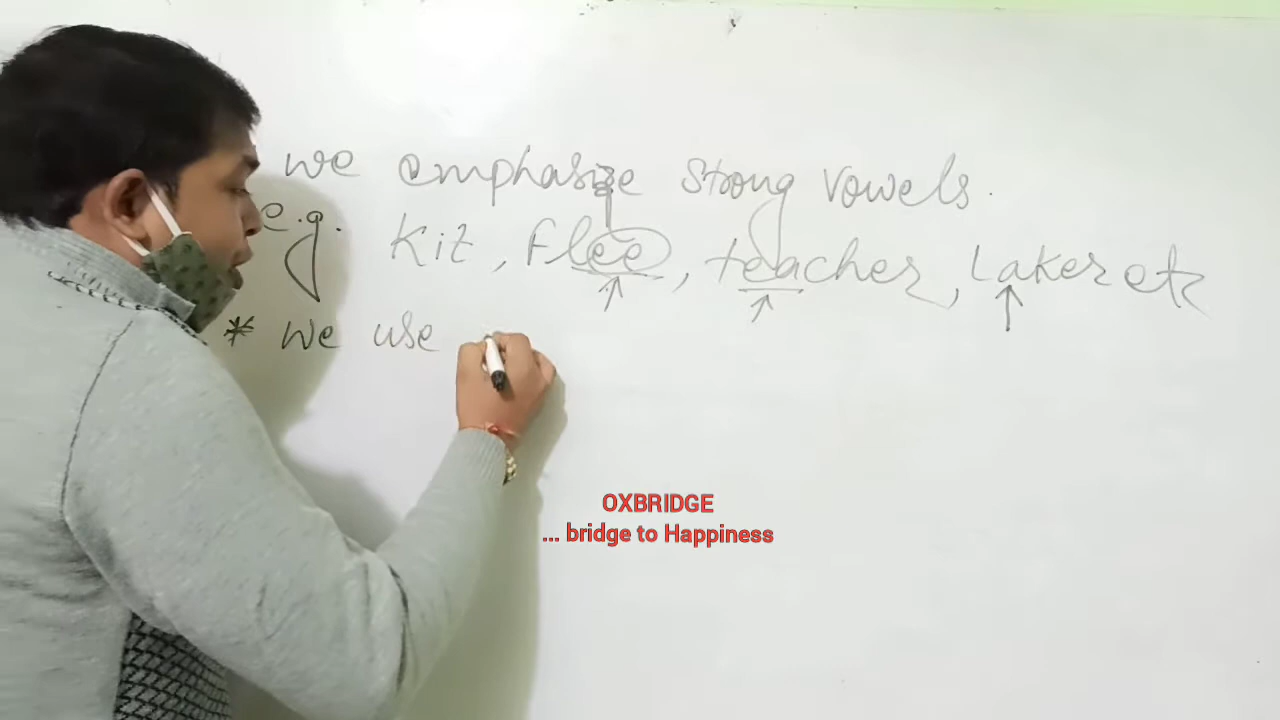 we emphasize strong vowels.
e.g. Kit, Flee, teacher, Laker etc
* we use
OXBRIDGE
... bridge to Happiness